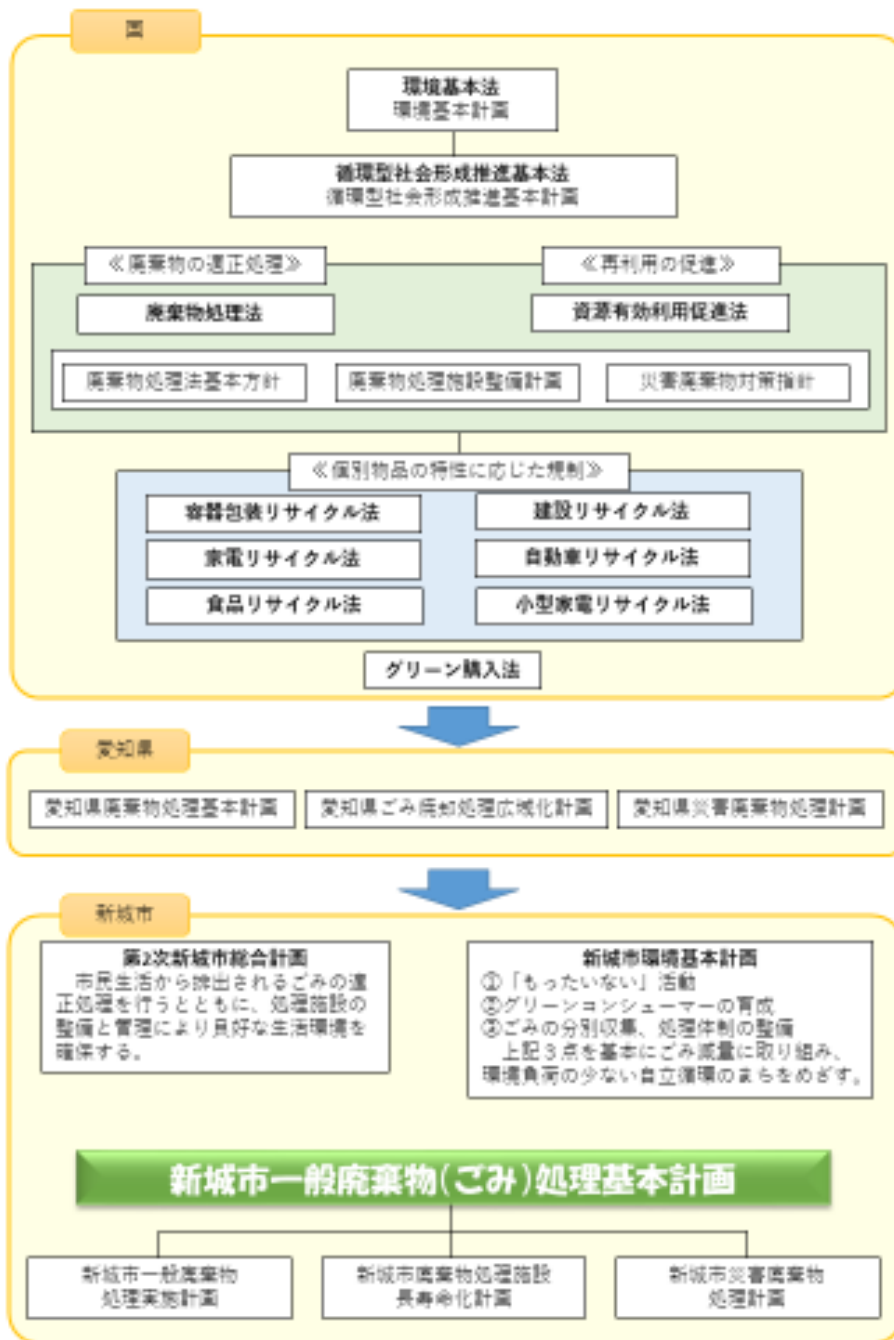 国
環境基本法
環境基本計画
循環型社会形成推進基本法
循環型社会形成推進基本計画
≪廃棄物の適正処理≫
≪再利用の促進≫
廃棄物処理法
資源有効利用促進法
廃棄物処理法基本方針
廃棄物処理施設整備計画
災害廃棄物対策指針
≪個別物品の特性に応じた規制≫
容器包装リサイクル法
建設リサイクル法
家電リサイクル法
自動車リサイクル法
食品リサイクル法
小型家電リサイクル法
グリーン購入法
愛知県
愛知県廃棄物処理基本計画
愛知県ごみ焼却処理広域化計画
愛知県災害廃棄物処理計画
新城市
第2次新城市総合計画
市民生活から排出されるごみの適
正処理を行うとともに、処理施設の
整備と管理により良好な生活環境を
確保する。
新城市環境基本計画
①「もったいない」活動
②グリーンコンシューマーの育成
③ごみの分別収集、処理体制の整備
上記３点を基本にごみ減量に取り組み、
環境負荷の少ない自立循環のまちをめざす。
新城市一般廃棄物(ごみ)処理基本計画
新城市一般廃棄物
処理実施計画
新城市廃棄物処理施設
長寿命化計画
新城市災害廃棄物
処理計画